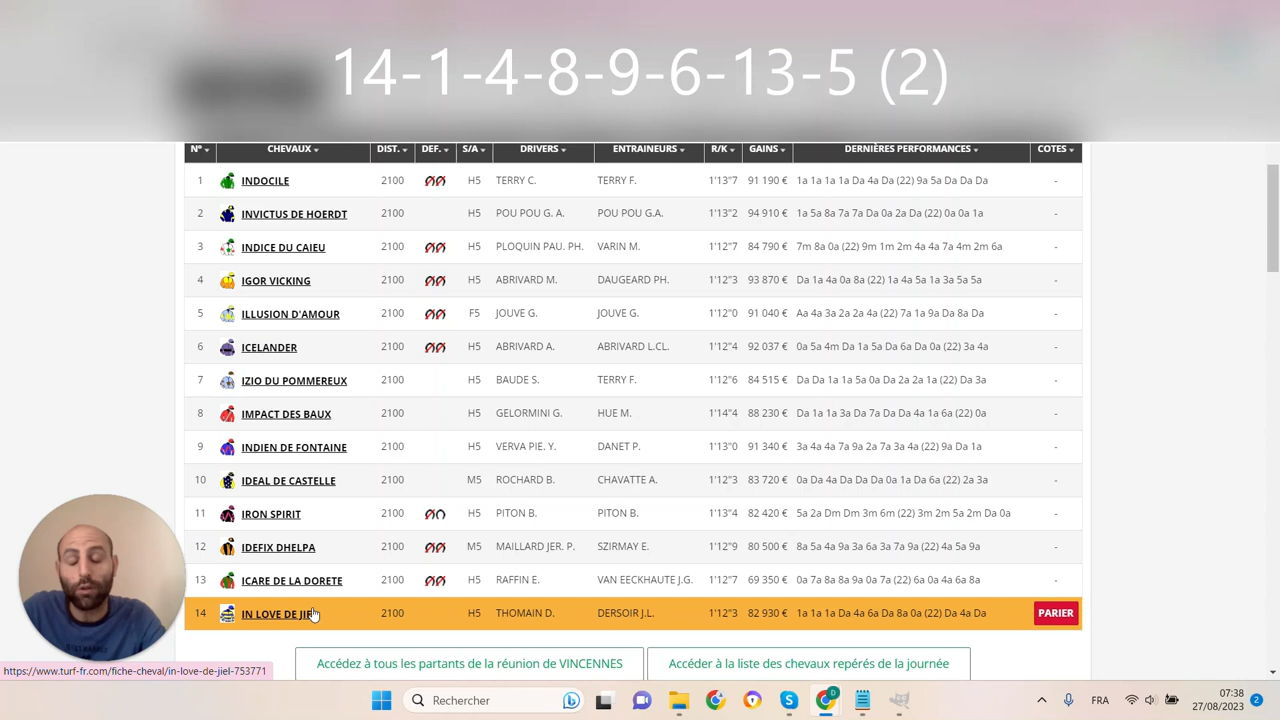 14-1-4-8-9-6-13-5 (2)
N° CHEVAUX DIST. DEF. S/A DRIVERS ENTRAINEURS R/K GAINS DERNIÈRES PERFORMANCES COTES
1 INDOCILE 2100 H5 TERRY C. TERRY F. 1'13"7 91 190 € 1a 1a 1a 1a Da 4a Da (22) 9a 5a Da Da Da -
2 INVICTUS DE HOERDT 2100 H5 POU POU G. A. POU POU G.A. 1'13"2 94 910 € 1a 5a 8a 7a 7a Da 0a 2a Da (22) 0a 0a 1a -
3 INDICE DU CAIEU 2100 H5 PLOQUIN PAU. PH. VARIN M. 1'12"7 84 790 € 7m 8a 0a (22) 9m 1m 2m 4a 4a 7a 4m 2m 6a -
4 IGOR VICKING 2100 H5 ABRIVARD M. DAUGEARD PH. 1'12"3 93 870 € Da 1a 4a 0a 8a (22) 1a 4a 5a 1a 3a 5a 5a -
5 ILLUSION D'AMOUR 2100 F5 JOUVE G. JOUVE G. 1'12"0 91 040 € Aa 4a 3a 2a 2a 4a (22) 7a 1a 9a Da 8a Da -
6 ICELANDER 2100 H5 ABRIVARD A. ABRIVARD L.CL. 1'12"4 92 037 € 0a 5a 4m Da 1a 5a Da 6a Da 0a (22) 3a 4a -
7 IZIO DU POMMEREUX 2100 H5 BAUDE S. TERRY F. 1'12"6 84 515 € Da Da 1a 1a 5a 0a Da 2a 2a 1a (22) Da 3a -
8 IMPACT DES BAUX 2100 H5 GELORMINI G. HUE M. 1'14"4 88 230 € Da 1a 1a 3a Da 7a Da Da 4a 1a 6a (22) 0a -
9 INDIEN DE FONTAINE 2100 H5 VERVA PIE. Y. DANET P. 1'13"0 91 340 € 3a 4a 4a 7a 9a 2a 7a 3a 4a (22) 9a Da 1a -
10 IDEAL DE CASTELLE 2100 M5 ROCHARD B. CHAVATTE A. 1'12"3 83 720 € 0a Da 4a Da Da Da 0a 1a Da 6a (22) 2a 3a -
11 IRON SPIRIT 2100 H5 PITON B. PITON B. 1'13"4 82 420 € 5a 2a Dm Dm 3m 6m (22) 3m 2m 5a 2m Da 0a -
12 IDEFIX DHELPA 2100 M5 MAILLARD JER. P. SZIRMAY E. 1'12"9 80 500 € 8a 5a 4a 9a 3a 6a 3a 7a 9a (22) 4a 5a 9a -
13 ICARE DE LA DORETE 2100 H5 RAFFIN E. VAN EECKHAUTE J.G. 1'12"7 69 350 € 0a 7a 8a 8a 9a 0a 7a (22) 6a 0a 4a 6a 8a -
14 IN LOVE DE JIEL 2100 H5 THOMAIN D. DERSOIR J.L. 1'12"3 82 930 € 1a 1a 1a Da 4a 6a Da 8a 0a (22) Da 4a Da PARIER
Accédez à tous les partants de la réunion de VINCENNES Accéder à la liste des chevaux repérés de la journée
https://www.turf-fr.com/fiche-cheval/in-love-de-jiel-753771
Rechercher FRA 07:38
27/08/2023 2